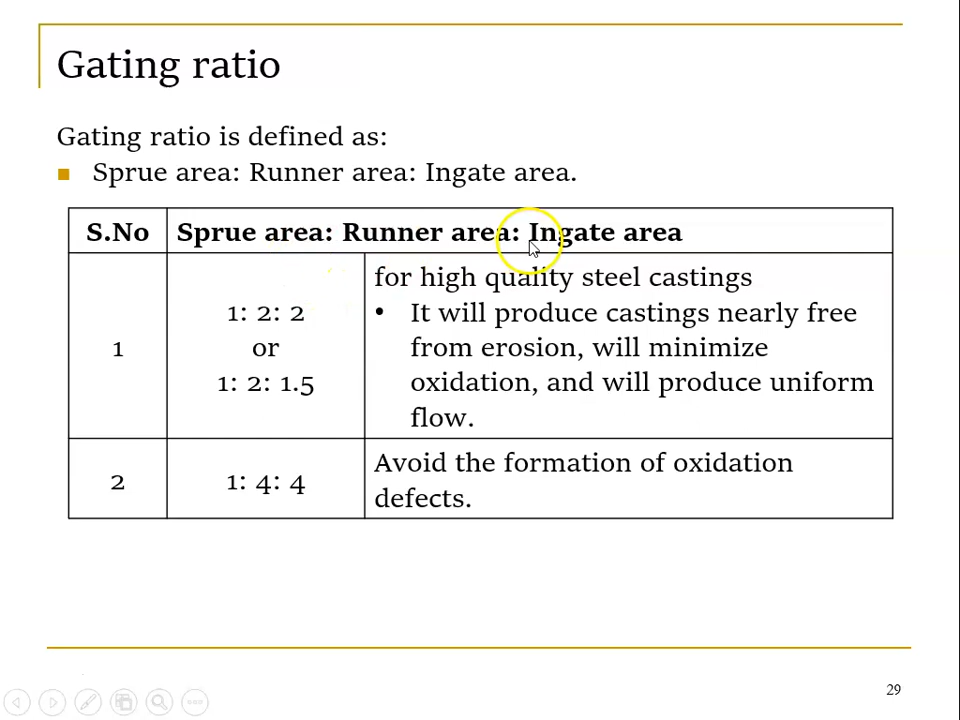 Gating ratio
Gating ratio is defined as:
Sprue area: Runner area: Ingate area.
S.No
Sprue area: Runner area: Ingate area
1
1: 2: 2
or
1: 2: 1.5
for high quality steel castings
• It will produce castings nearly free
from erosion, will minimize
oxidation, and will produce uniform
flow.
2
1: 4: 4
Avoid the formation of oxidation
defects.
29